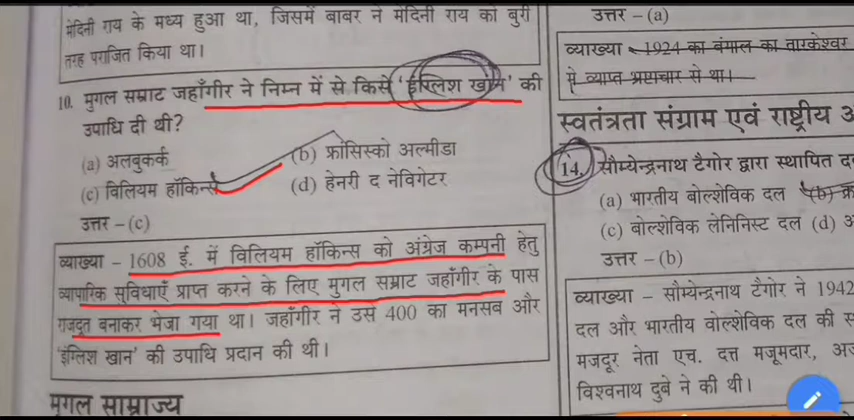 मेदिनी राय के मध्य हुआ था, जिसमें बाबर ने मेदिनी राय को बुरी
तरह पराजित किया था।
10. मुगल सम्राट जहाँगीर ने निम्न में से किसे 'इंग्लिश खान' की
उपाधि दी थी?
(a) अलबुकर्क
(b) फ्रांसिस्को अल्मीडा
(c) विलियम हॉकिन्स
(d) हेनरी द नेविगेटर
उत्तर –(c)
व्याख्या – 1608 ई. में विलियम हॉकिन्स को अंग्रेज कम्पनी हेतु
व्यापारिक सुविधाएँ प्राप्त करने के लिए मुगल सम्राट जहाँगीर के पास
राजदूत बनाकर भेजा गया था। जहाँगीर ने उसे 400 का मनसब और
'इंग्लिश खान' की उपाधि प्रदान की थी।
मुगल साम्राज्य
उत्तर –(a)
व्याख्या – 1924 का बंगाल का तारकेश्वर
में व्याप्त भ्रष्टाचार से था।
स्वतंत्रता संग्राम एवं राष्ट्रीय
14. सौम्येन्द्रनाथ टैगोर द्वारा स्थापित
(a) भारतीय बोल्शेविक दल (b)
(c) बोल्शेविक लेनिनिस्ट दल (d)
उत्तर –(b)
व्याख्या – सौम्येन्द्रनाथ टैगोर ने 1942
दल और भारतीय वोल्शेविक दल की
मजदूर नेता एच. दत्त मजूमदार,
विश्वनाथ दुबे ने की थी।